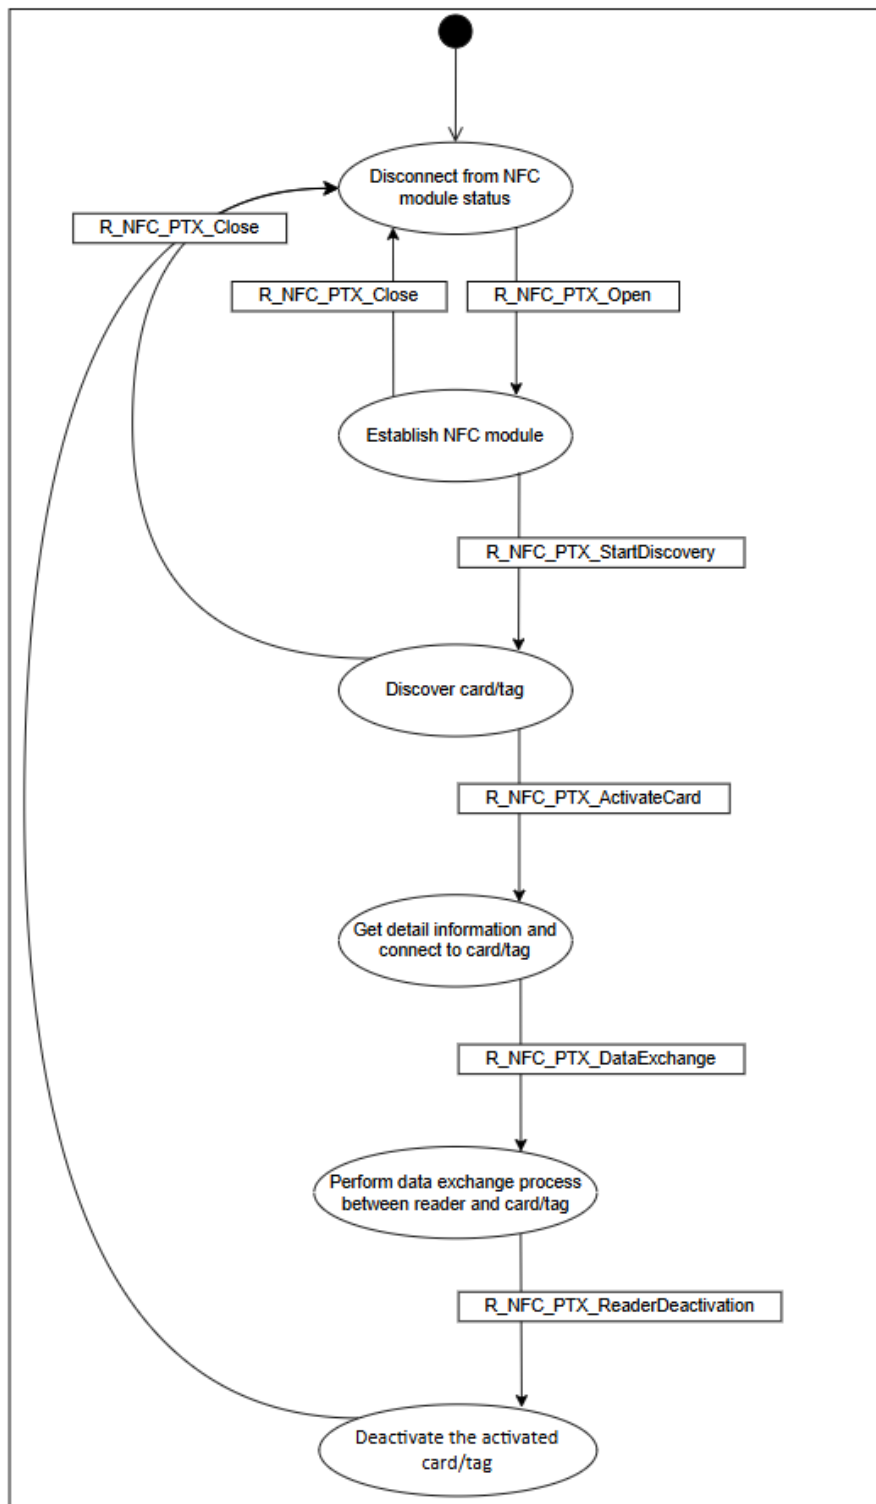 Disconnect from NFC
module status
R_NFC_PTX_Close
R_NFC_PTX_Close
R_NFC_PTX_Open
Establish NFC module
R_NFC_PTX_StartDiscovery
Discover card/tag
R_NFC_PTX_ActivateCard
Get detail information and
connect to card/tag
R_NFC_PTX_DataExchange
Perform data exchange process
between reader and card/tag
R_NFC_PTX_ReaderDeactivation
Deactivate the activated
card/tag